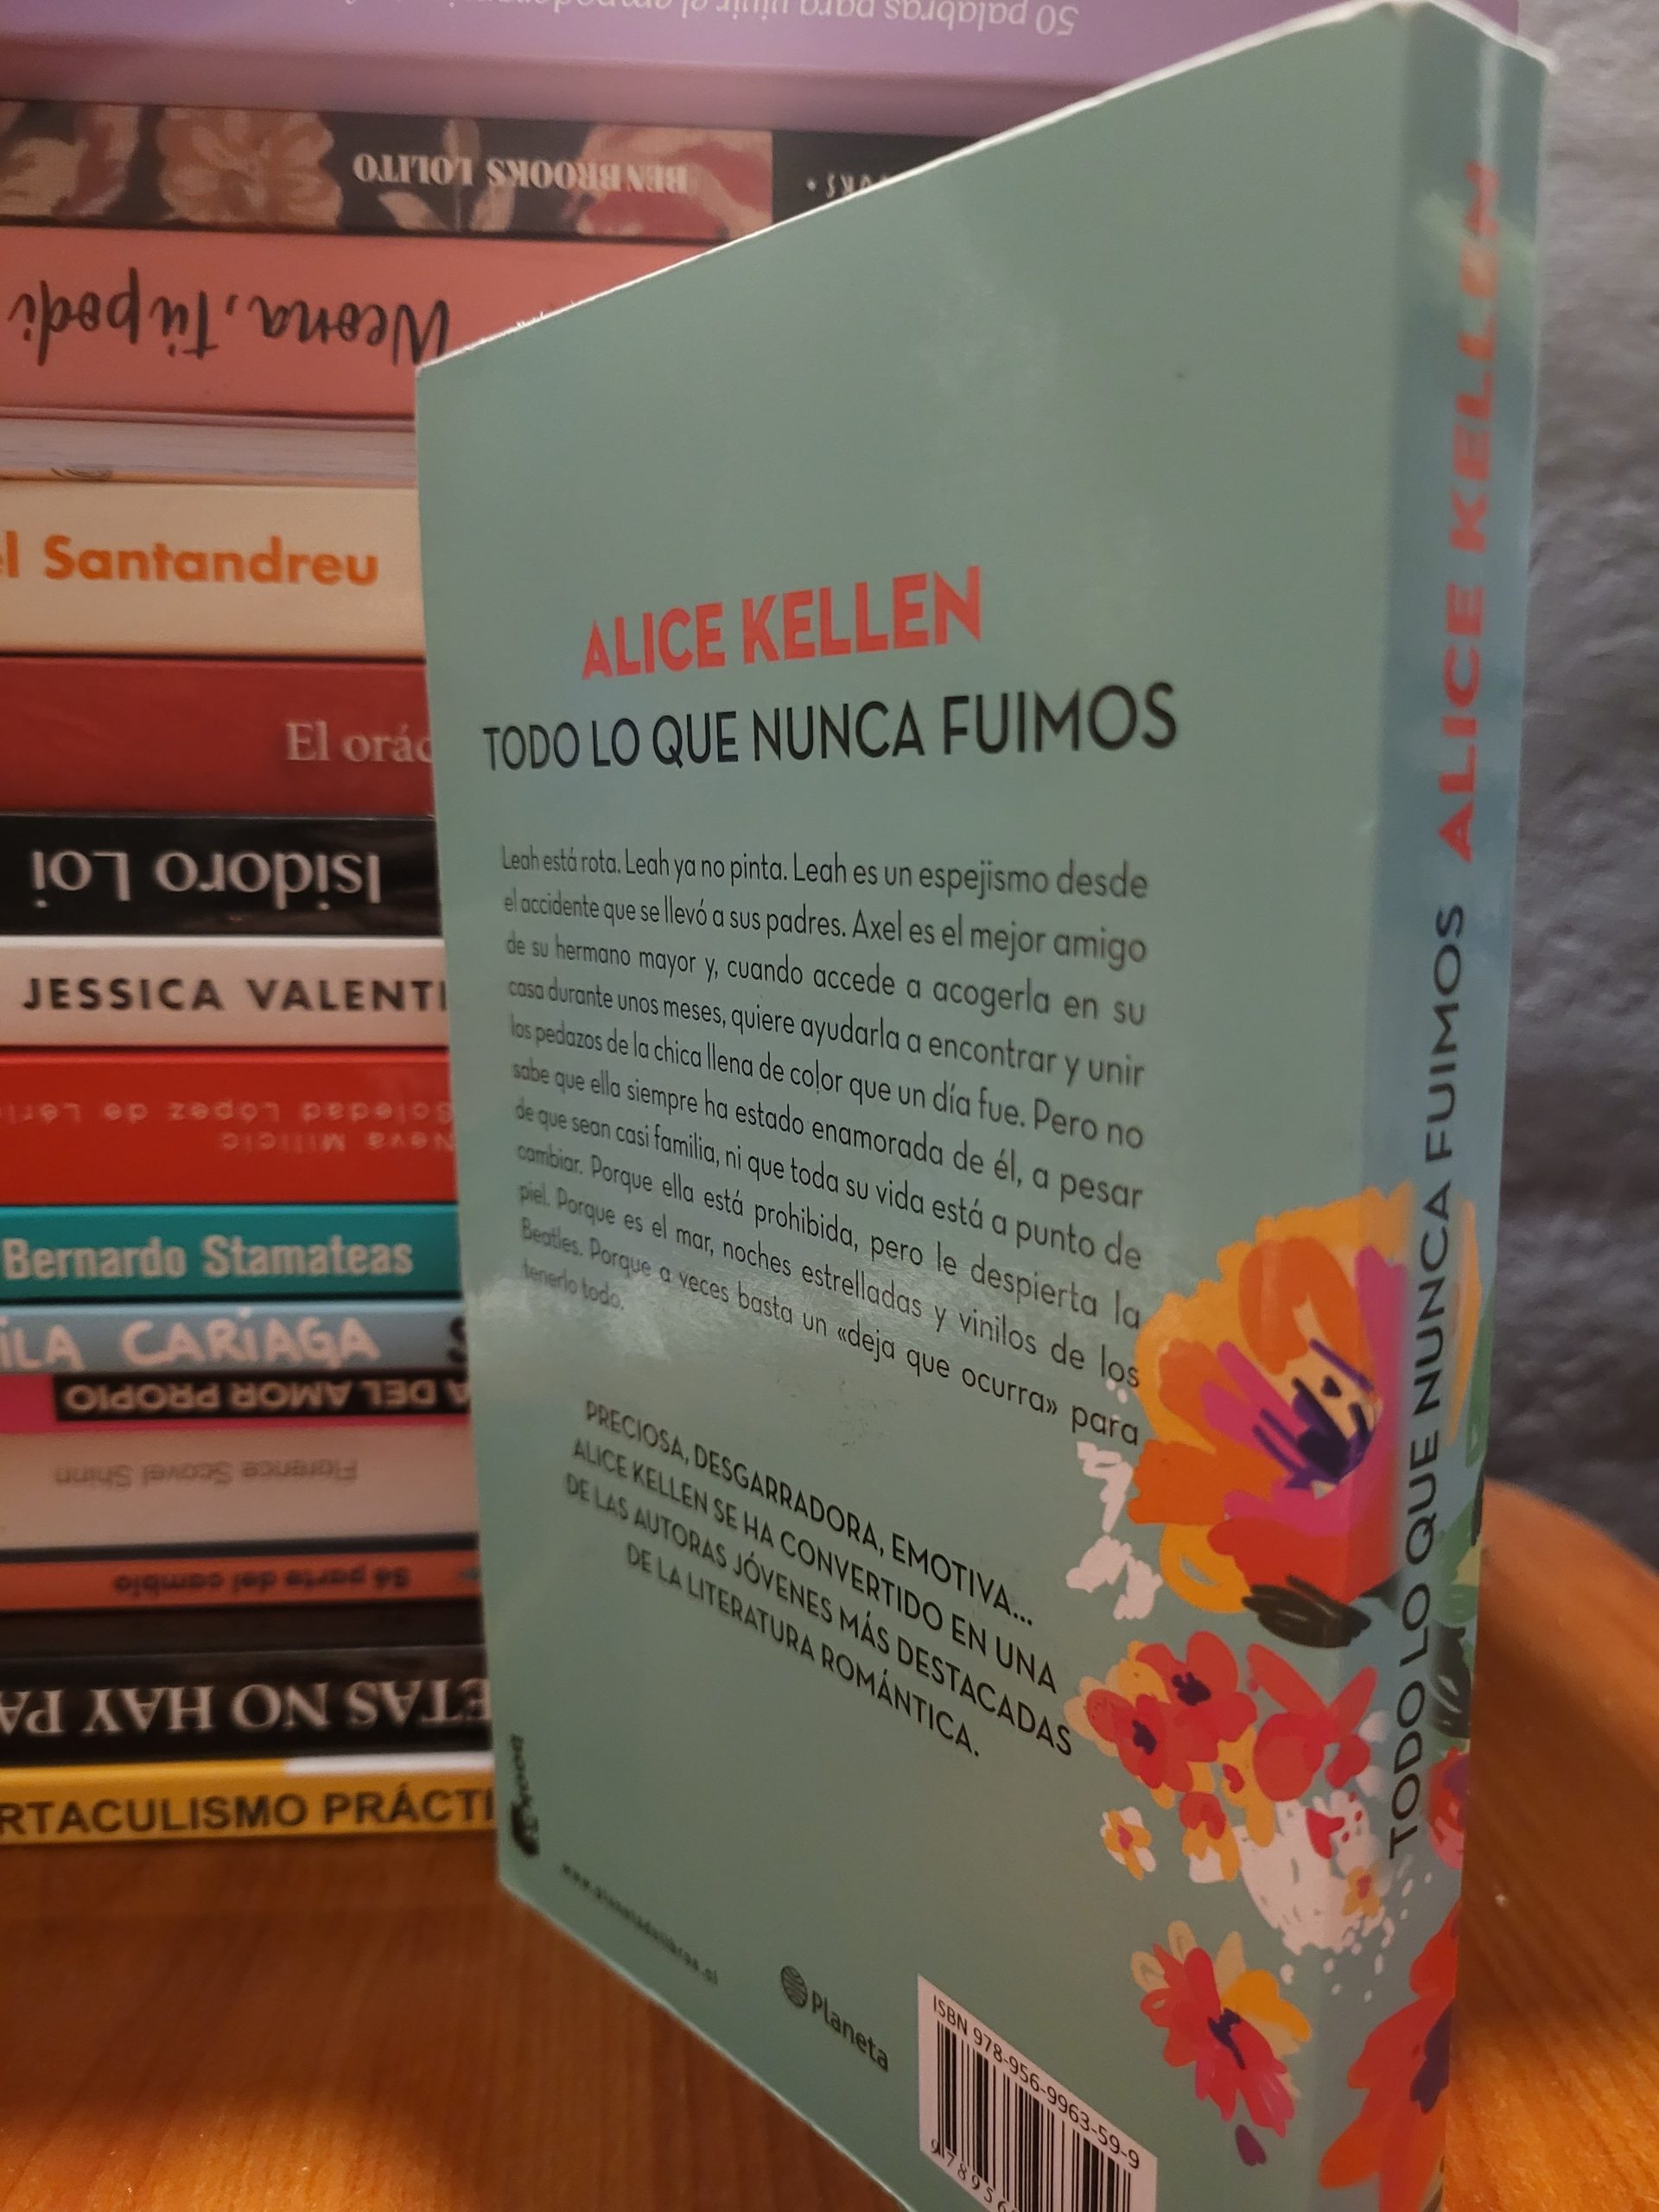 50 palabras para vivir el
BEN BROOKS LOLITO
Weona, Tú podí
Santandreu
El orác
Isidoro Loi
JESSICA VALENTI
Neva Milicic
Soledad López de Léri
Bernardo Stamateas
ILA CARIAGA S
A DEL AMOR PROPIO
Florence Scovel Shinn
Sé parte del cambio
ETAS NO HAY PA
RTACULISMO PRÁCTI
ALICE KELLEN
TODO LO QUE NUNCA FUIMOS
Leah está rota. Leah ya no pinta. Leah es un espejismo desde
el accidente que se llevó a sus padres. Axel es el mejor amigo
de su hermano mayor y, cuando accede a acogerla en su
casa durante unos meses, quiere ayudarla a encontrar y unir
los pedazos de la chica llena de color que un día fue. Pero no
sabe que ella siempre ha estado enamorada de él, a pesar
de que sean casi familia, ni que toda su vida está a punto de
cambiar. Porque ella está prohibida, pero le despierta la
piel. Porque es el mar, noches estrelladas y vinilos de los
Beatles. Porque a veces basta un «deja que ocurra» para
tenerlo todo.
PRECIOSA, DESGARRADORA, EMOTIVA...
ALICE KELLEN SE HA CONVERTIDO EN UNA
DE LAS AUTORAS JÓVENES MÁS DESTACADAS
DE LA LITERATURA ROMÁNTICA.
www.planetadelibros.cl
Planeta
ISBN 978-956-9963-59-9
978956
TODO LO QUE NUNCA FUIMOS ALICE KELLEN